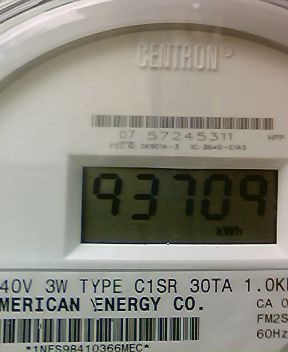 CENTRON®
07 57245311
93709
kWh
40V 3W TYPE C1SR 30TA 1.0K
MERICAN ENERGY CO.
CA 0
FM2S
60Hz
*1NFS98410366MEC*